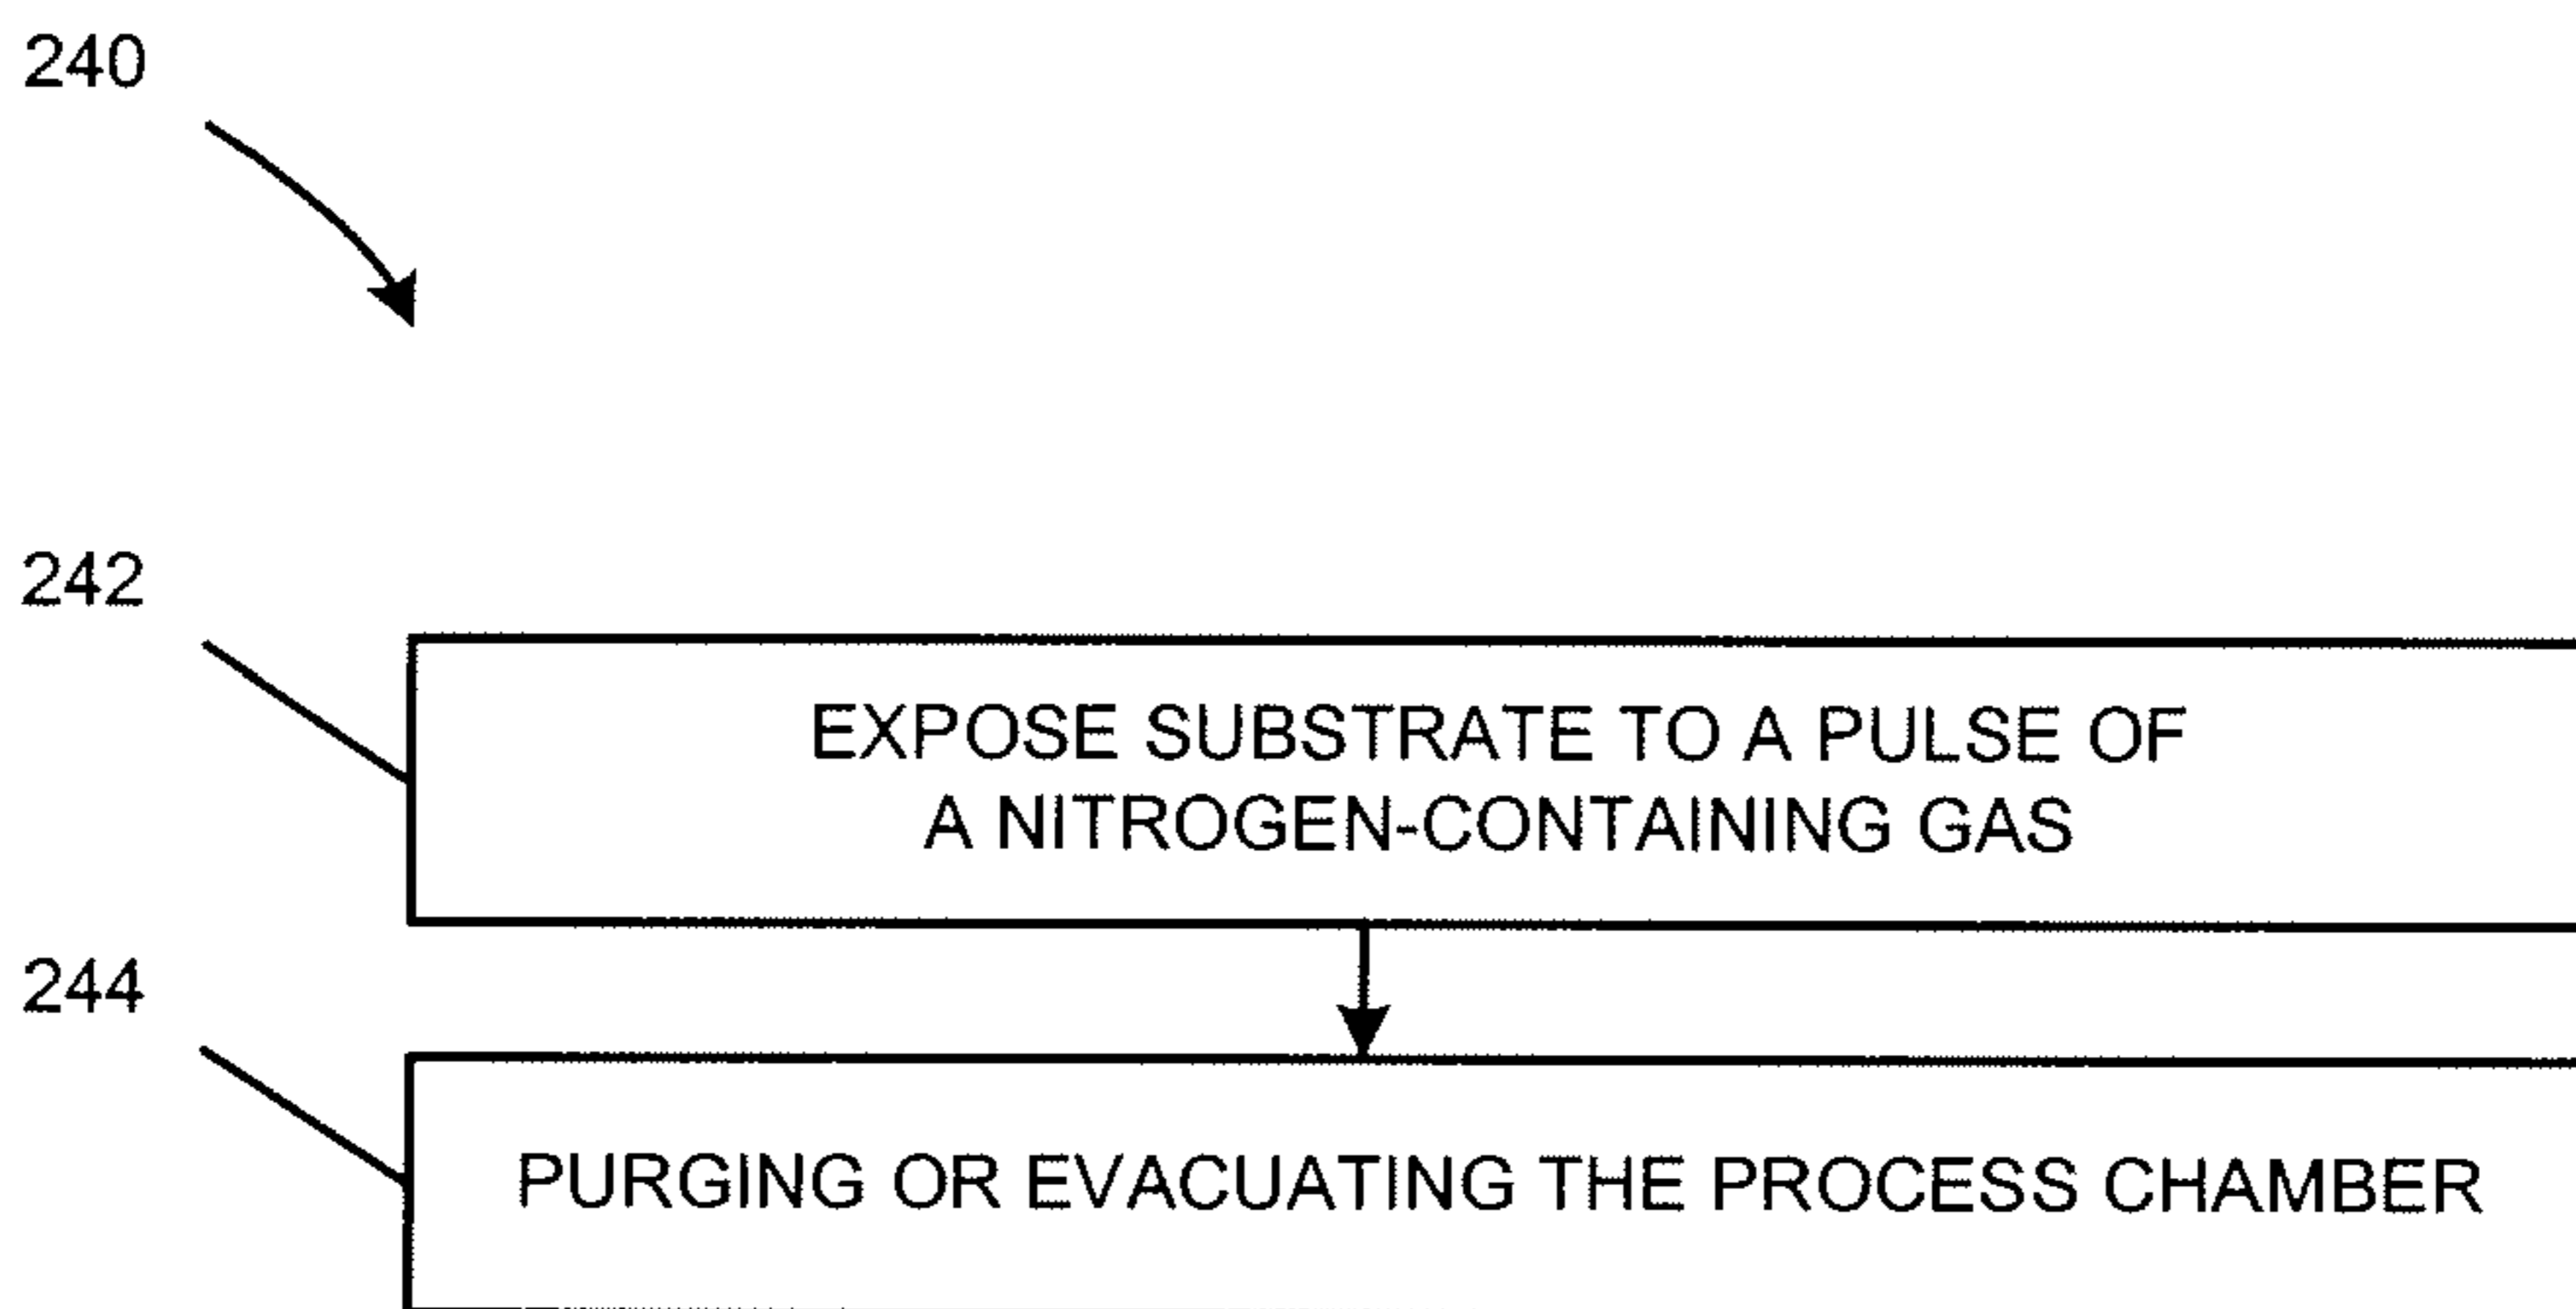 240
242
EXPOSE SUBSTRATE TO A PULSE OF
A NITROGEN-CONTAINING GAS
244
PURGING OR EVACUATING THE PROCESS CHAMBER